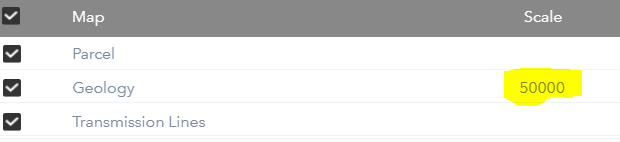 Map Scale
Parcel
Geology 50000
Transmission Lines